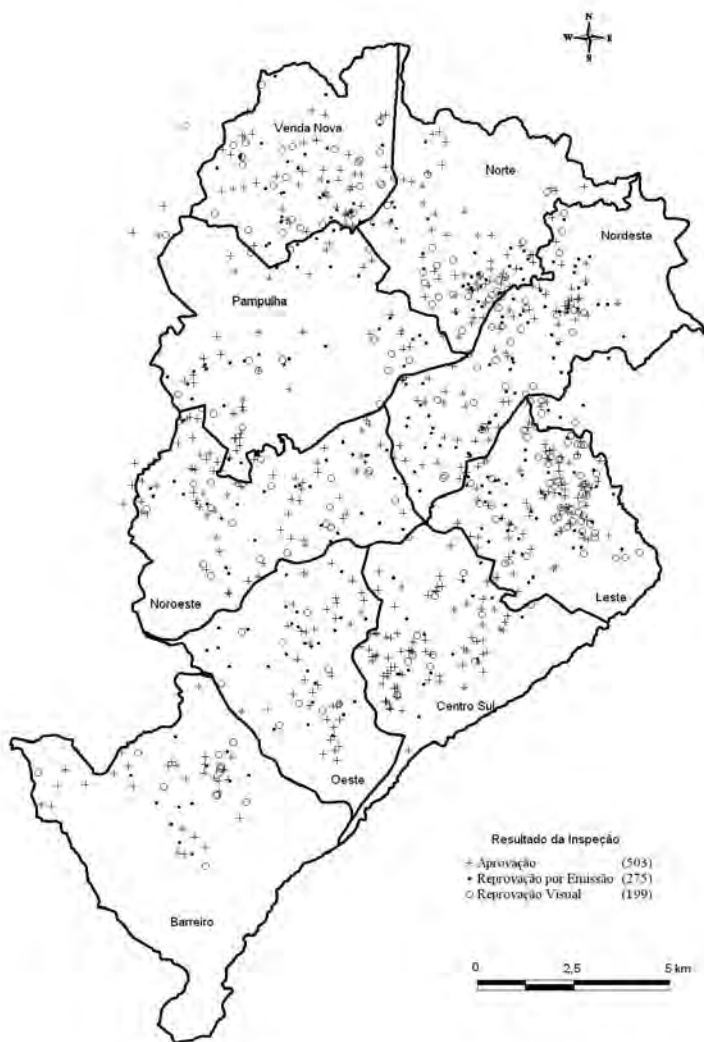 N
W E
S
Venda Nova
Norte
Nordeste
Pampulha
Noroeste
Leste
Centro Sul
Oeste
Barreiro
Resultado da Inspeção
Aprovação (503)
Reprovação por Emissão (275)
Reprovação Visual (199)
0 2,5 5 km